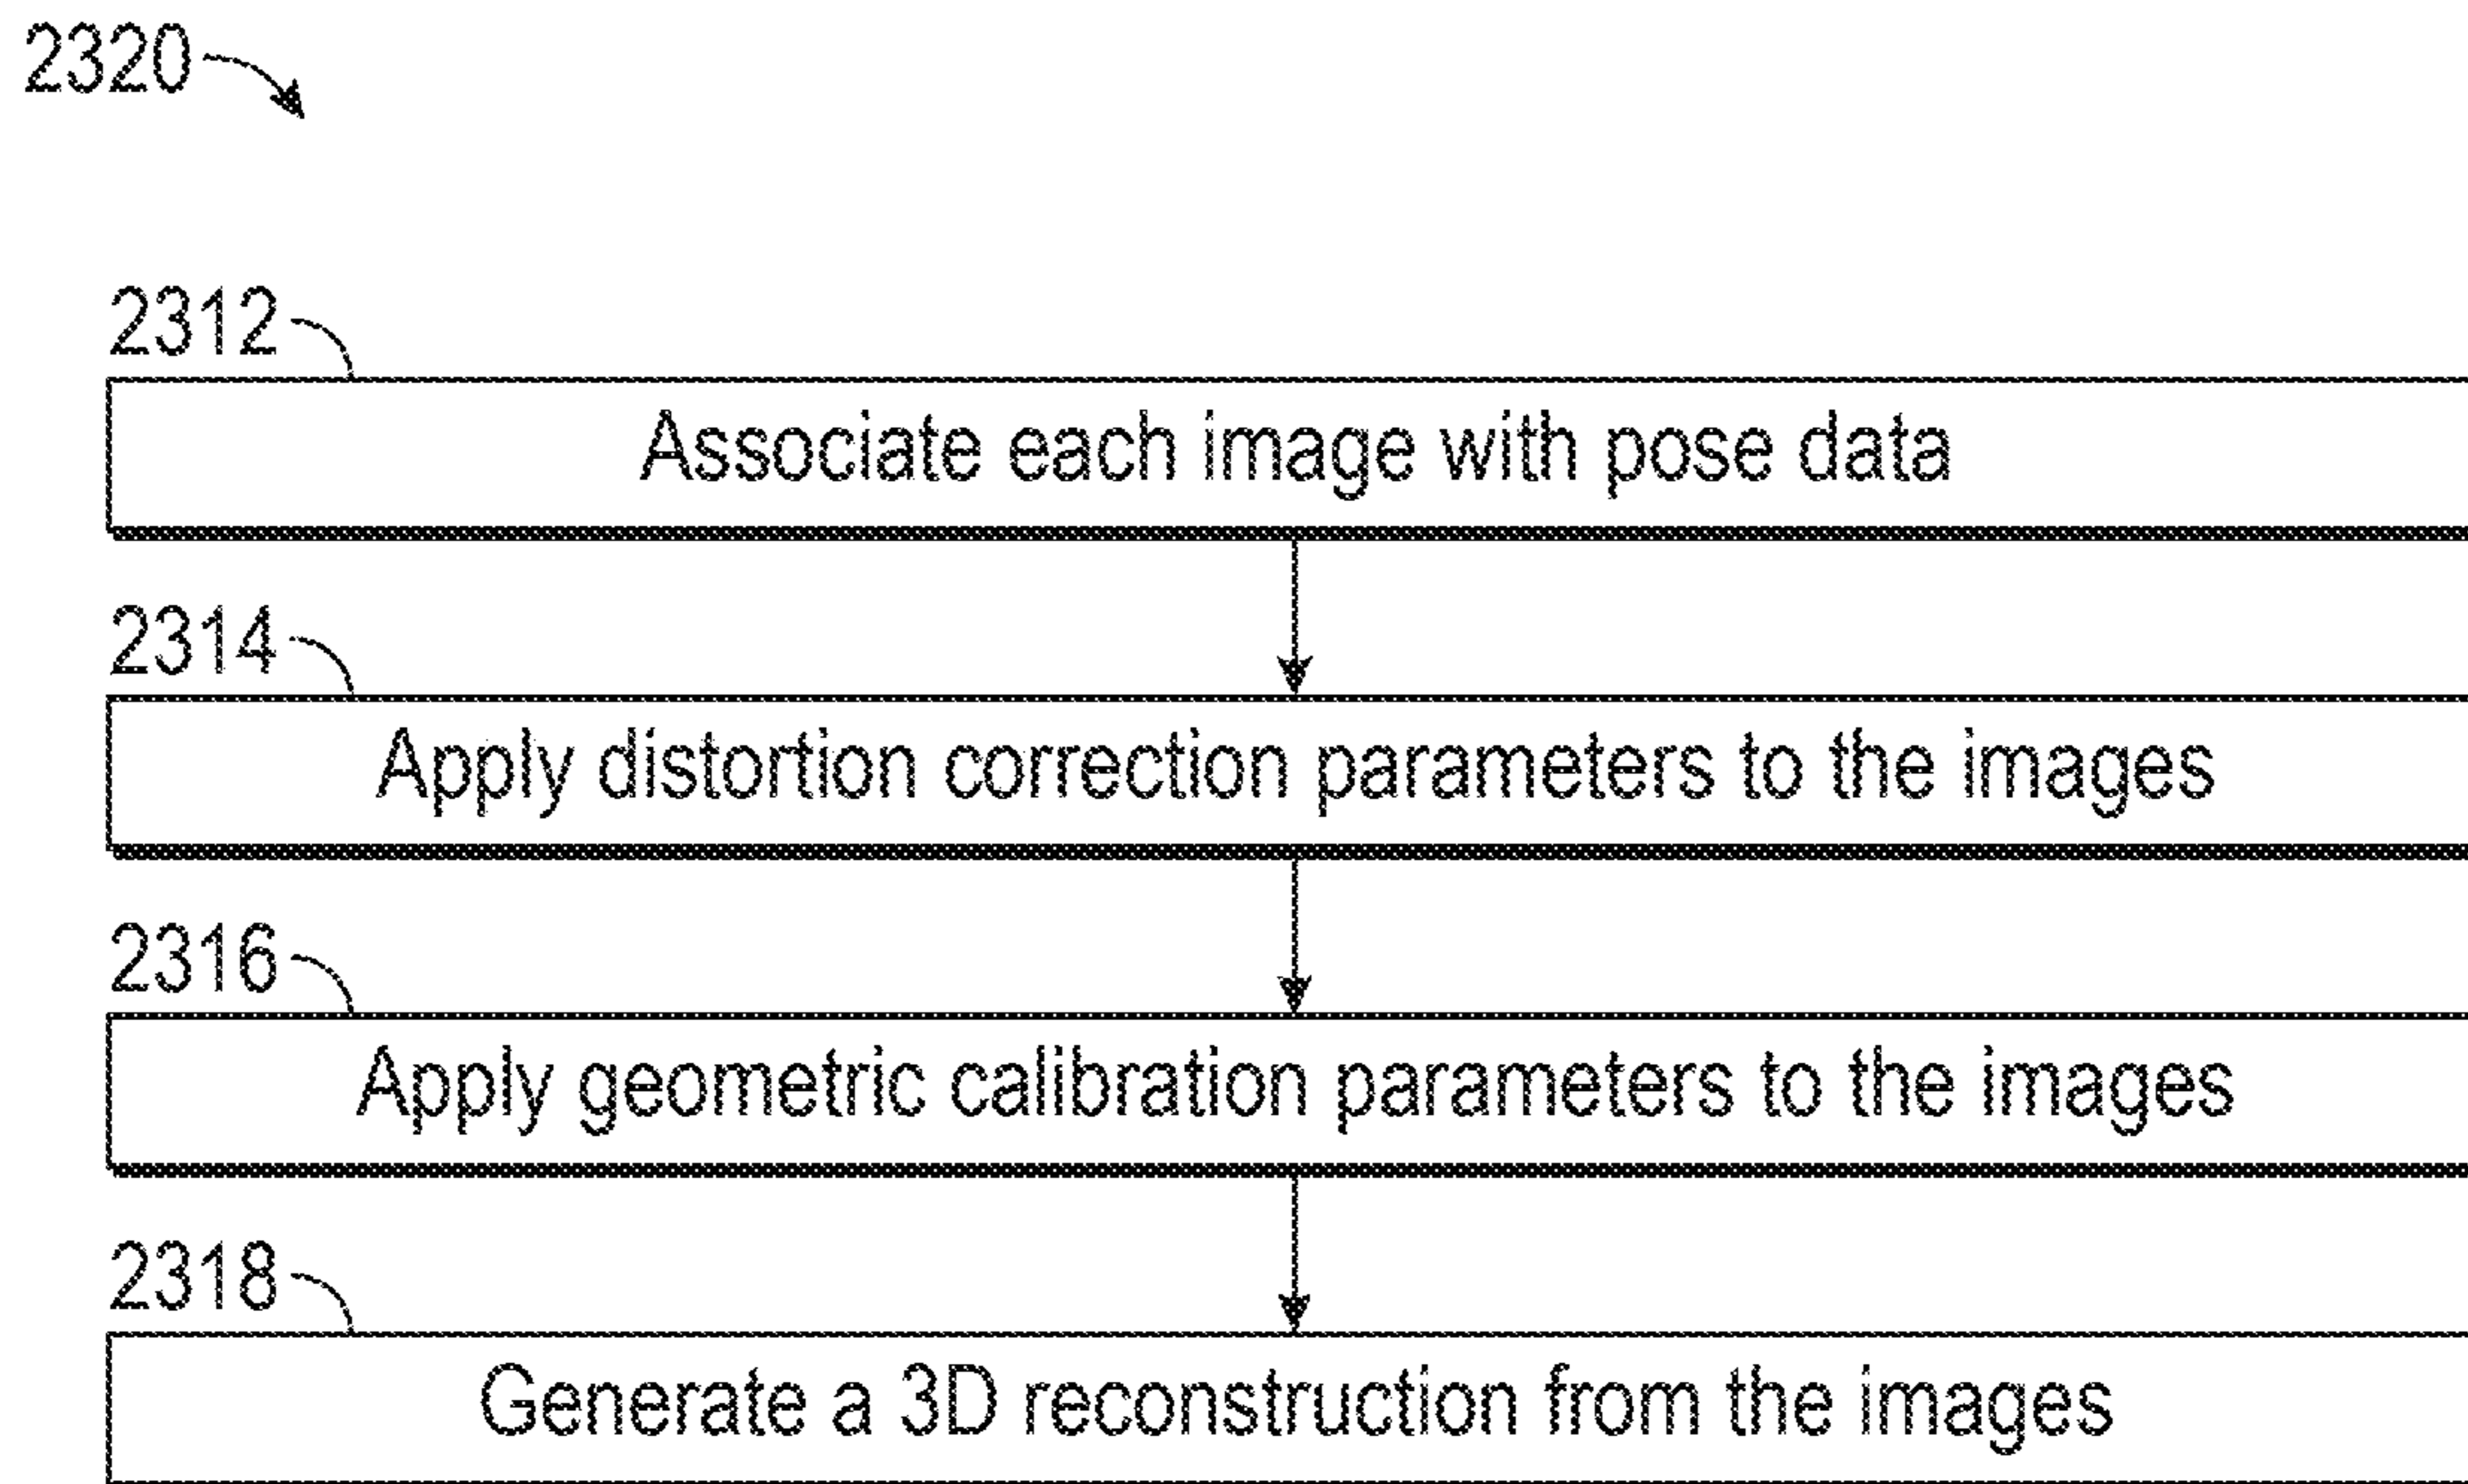 2320
2312
Associate each image with pose data
2314
Apply distortion correction parameters to the images
2316
Apply geometric calibration parameters to the images
2318
Generate a 3D reconstruction from the images